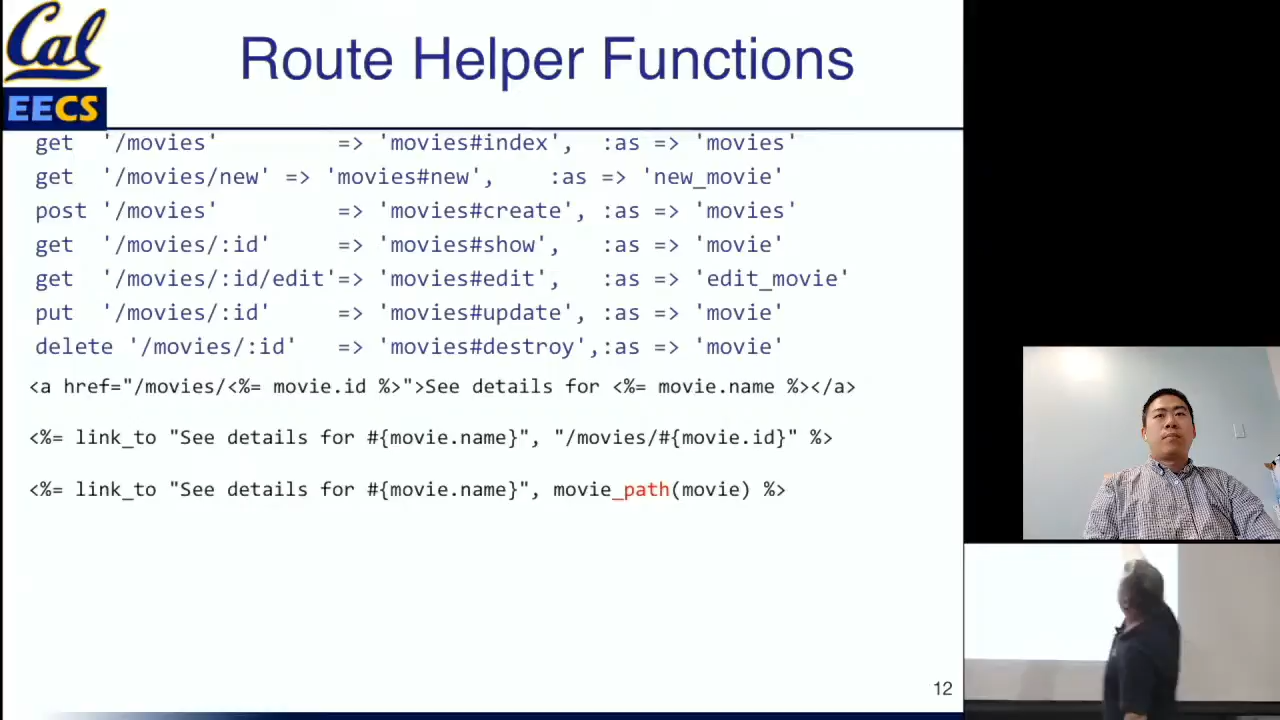 Cal
EECS
Route Helper Functions
get '/movies' => 'movies#index', :as => 'movies'
get '/movies/new' => 'movies#new', :as => 'new_movie'
post '/movies' => 'movies#create', :as => 'movies'
get '/movies/:id' => 'movies#show', :as => 'movie'
get '/movies/:id/edit'=> 'movies#edit', :as => 'edit_movie'
put '/movies/:id' => 'movies#update', :as => 'movie'
delete '/movies/:id' => 'movies#destroy',:as => 'movie'
<a href="/movies/<%= movie.id %>">See details for <%= movie.name %></a>
<%= link_to "See details for #{movie.name}", "/movies/#{movie.id}" %>
<%= link_to "See details for #{movie.name}", movie_path(movie) %>
12